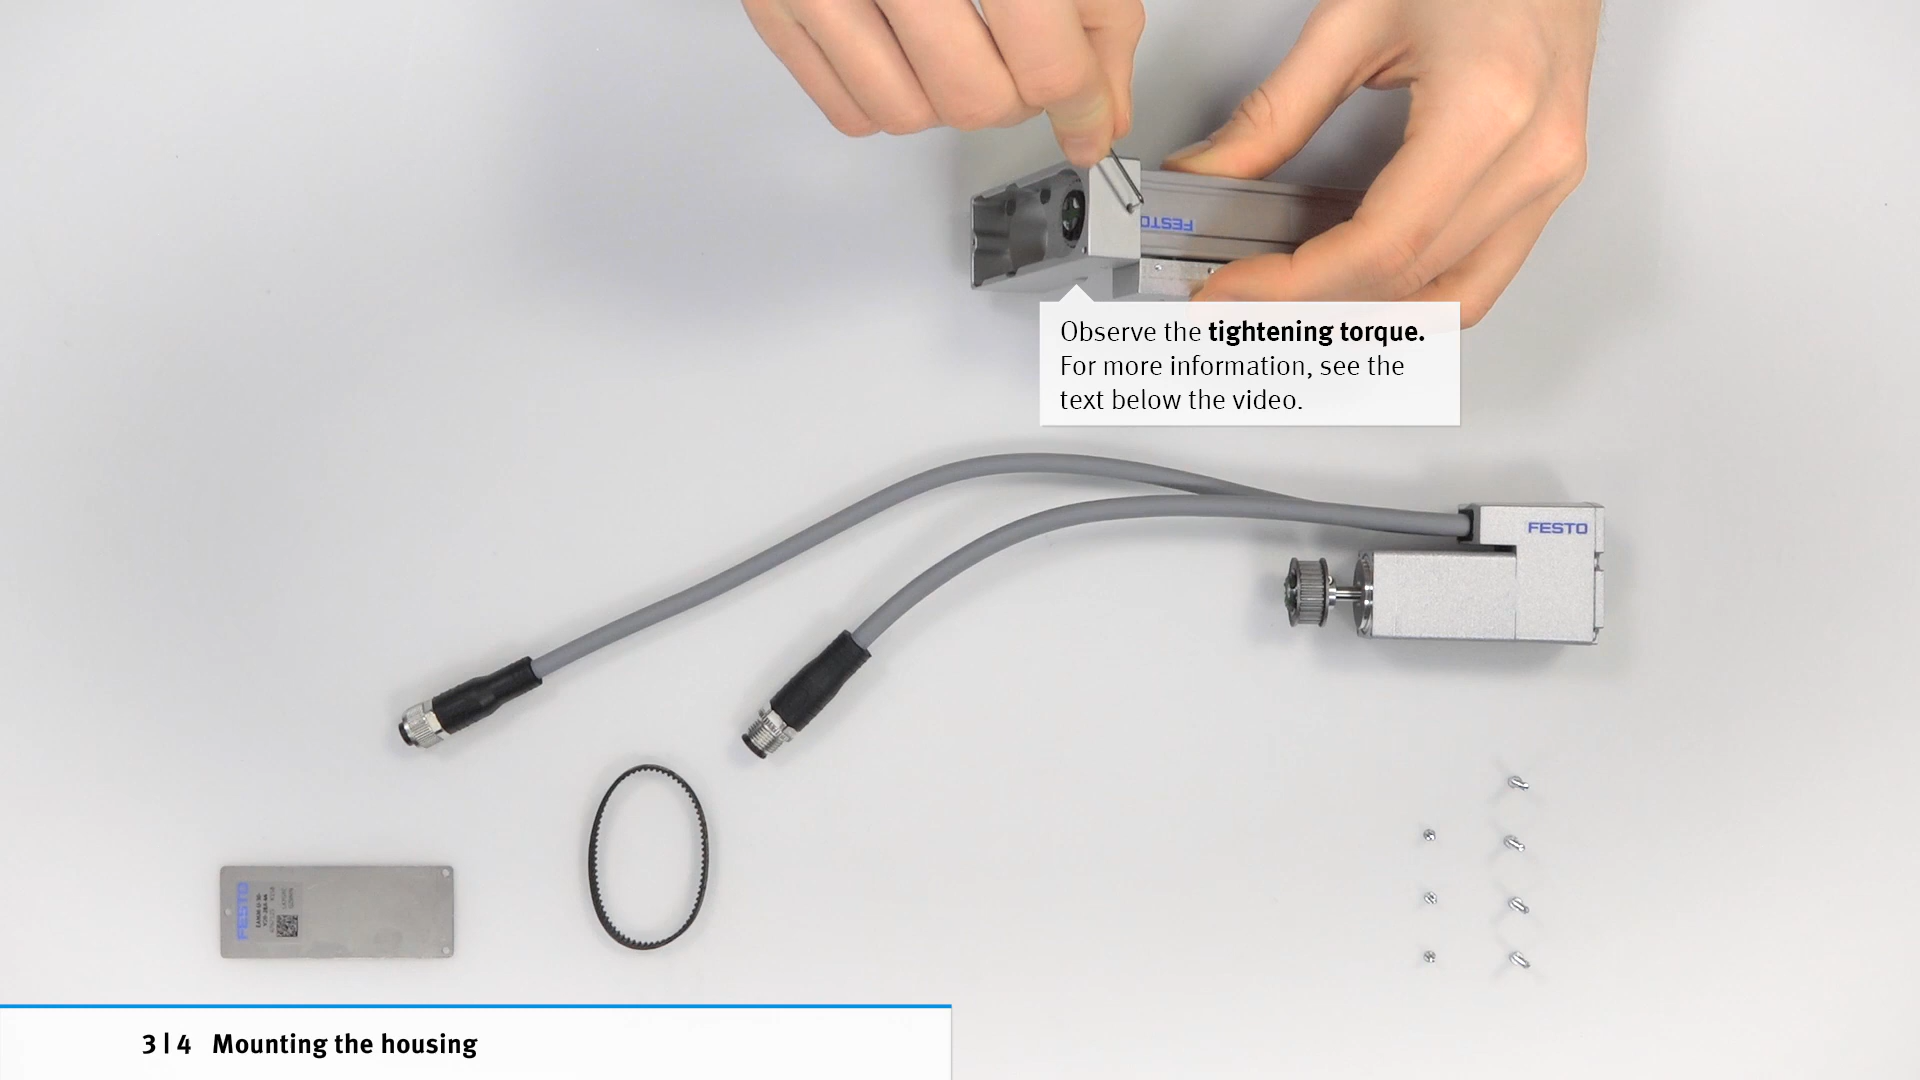 FESTO
Observe the tightening torque.
For more information, see the
text below the video.
FESTO
FESTO
3 | 4 Mounting the housing